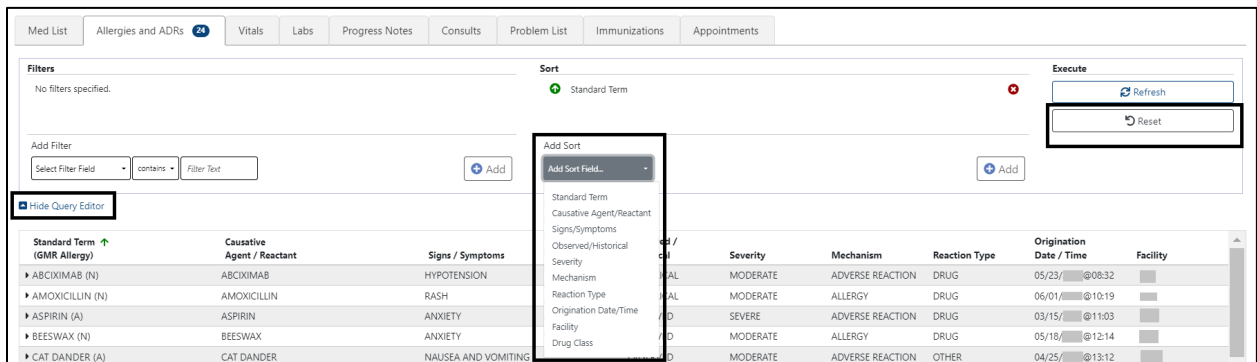 Med List Allergies and ADRs 24 Vitals Labs Progress Notes Consults Problem List Immunizations Appointments
Filters Sort Execute
No filters specified. Standard Term Refresh
Reset
Add Filter Add Sort
Select Filter Field contains Filter Text Add Add Sort Field... Add
Hide Query Editor
Standard Term
Causative Agent/Reactant
Signs/Symptoms
Observed/Historical
Severity
Mechanism
Reaction Type
Origination Date/Time
Facility
Drug Class
Standard Term Causative Origination
(GMR Allergy) Agent / Reactant Signs / Symptoms Severity Mechanism Reaction Type Date / Time Facility
ABCIXIMAB (N) ABCIXIMAB HYPOTENSION MODERATE ADVERSE REACTION DRUG 05/23/ @08:32
AMOXICILLIN (N) AMOXICILLIN RASH MODERATE ALLERGY DRUG 06/01/ @10:19
ASPIRIN (A) ASPIRIN ANXIETY SEVERE ADVERSE REACTION DRUG 03/15/ @11:03
BEESWAX (N) BEESWAX ANXIETY MODERATE ALLERGY DRUG 05/18/ @12:14
CAT DANDER (A) CAT DANDER NAUSEA AND VOMITING MODERATE ADVERSE REACTION OTHER 04/25/ @13:12